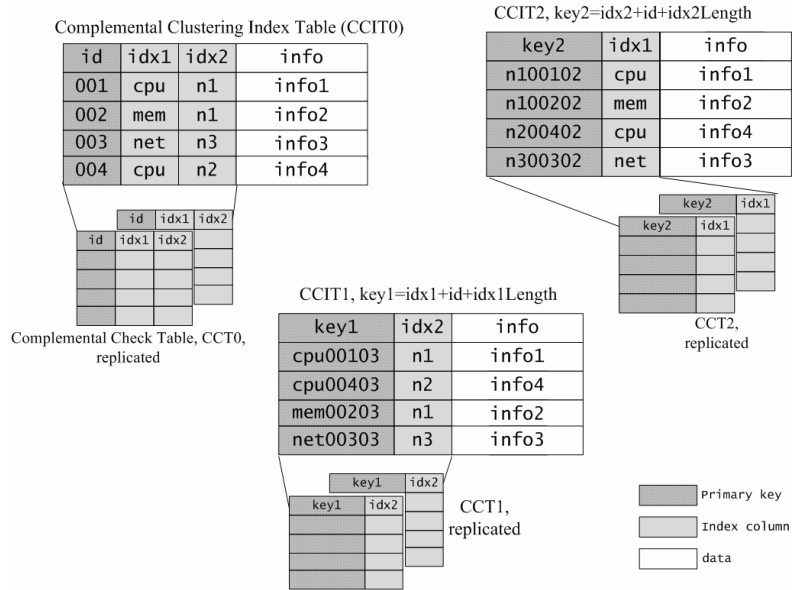 Complemental Clustering Index Table (CCIT0)
id idx1 idx2 info
001 cpu n1 info1
002 mem n1 info2
003 net n3 info3
004 cpu n2 info4
id idx1 idx2
id idx1 idx2
Complemental Check Table, CCT0,
replicated
CCIT2, key2=idx2+id+idx2Length
key2 idx1 info
n100102 cpu info1
n100202 mem info2
n200402 cpu info4
n300302 net info3
key2 idx1
key2 idx1
CCT2,
replicated
CCIT1, key1=idx1+id+idx1Length
key1 idx2 info
cpu00103 n1 info1
cpu00403 n2 info4
mem00203 n1 info2
net00303 n3 info3
key1 idx2
key1 idx2
CCT1,
replicated
Primary key
Index column
data